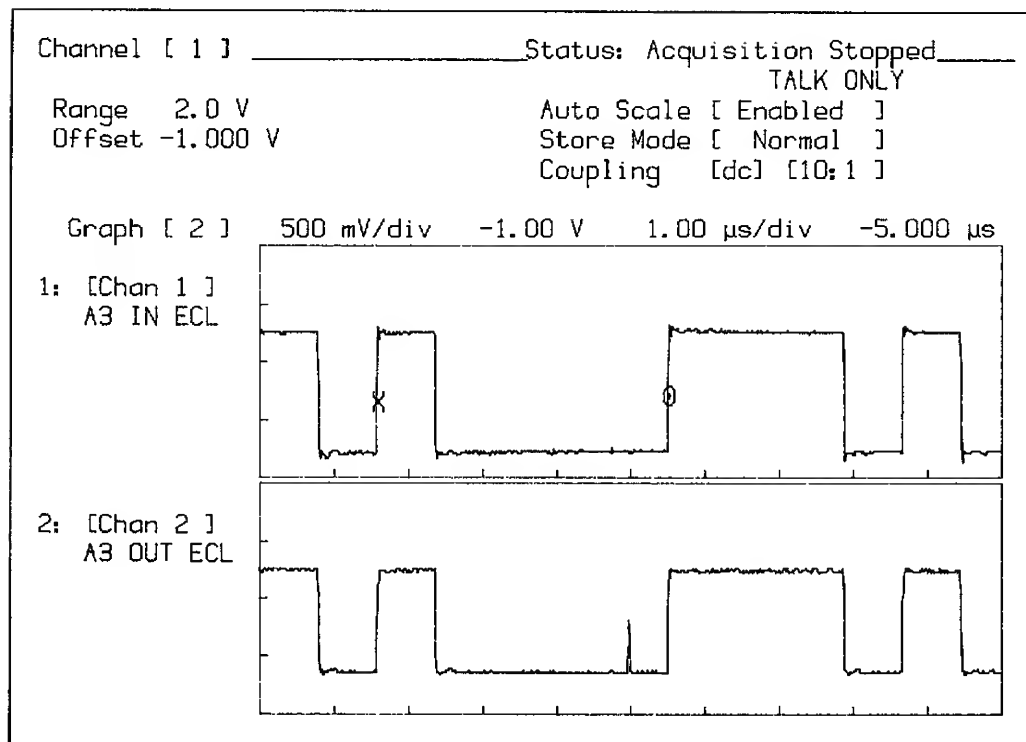 Channel [ 1 ] Status: Acquisition Stopped
TALK ONLY
Range 2.0 V Auto Scale [ Enabled ]
Offset -1.000 V Store Mode [ Normal ]
Coupling [dc] [10:1 ]
Graph [ 2 ] 500 mV/div -1.00 V 1.00 µs/div -5.000 µs
1: [Chan 1 ]
A3 IN ECL
X O
2: [Chan 2 ]
A3 OUT ECL